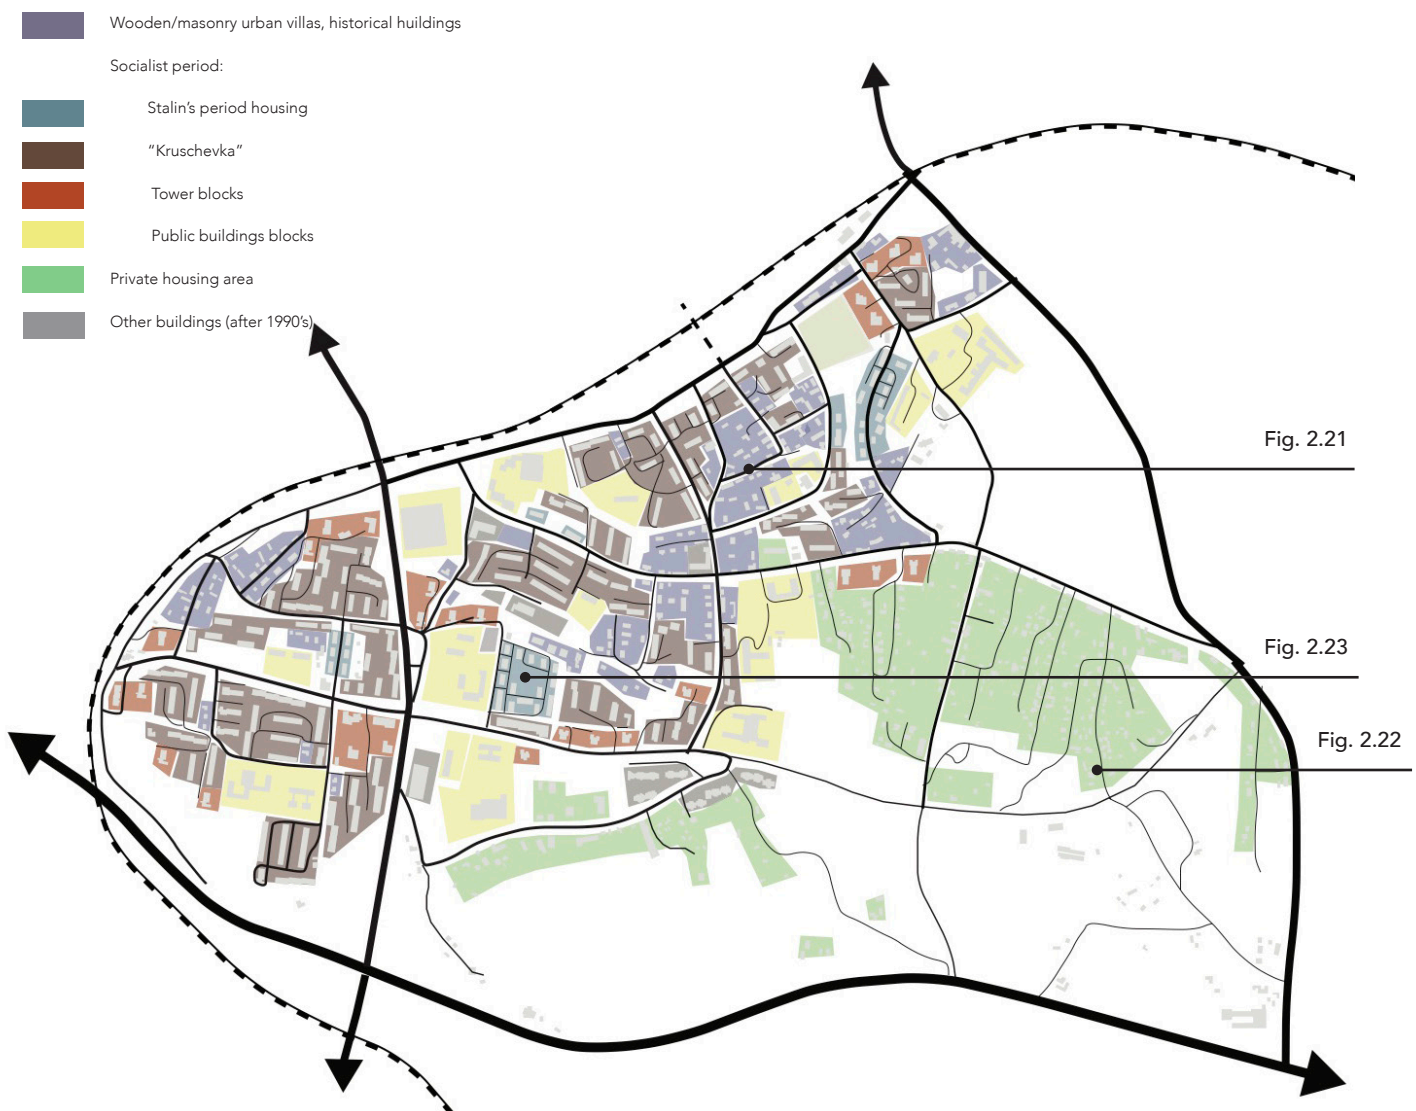 Wooden/masonry urban villas, historical huildings
Socialist period:
Stalin's period housing
"Kruschevka"
Tower blocks
Public buildings blocks
Private housing area
Other buildings (after 1990's)
Fig. 2.21
Fig. 2.23
Fig. 2.22